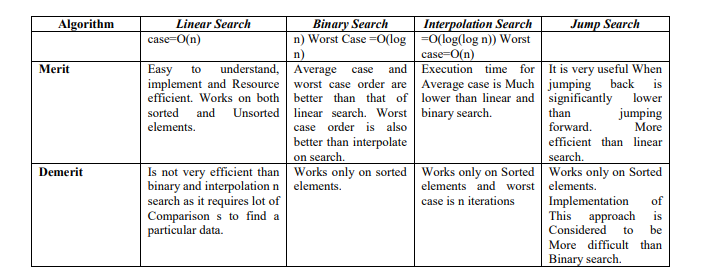 Algorithm Linear Search Binary Search Interpolation Search Jump Search
case=O(n)
n) Worst Case =O(log
n)
=O(log(log n)) Worst
case=O(n)
Merit
Easy to understand,
implement and Resource
efficient. Works on both
sorted and Unsorted
elements.
Average case and
worst case order are
better than that of
linear search. Worst
case order is also
better than interpolate
on search.
Execution time for
Average case is Much
lower than linear and
binary search.
It is very useful When
jumping back is
significantly lower
than jumping
forward. More
efficient than linear
search.
Demerit
Is not very efficient than
binary and interpolation n
search as it requires lot of
Comparison s to find a
particular data.
Works only on sorted
elements.
Works only on Sorted
elements and worst
case is n iterations
Works only on Sorted
elements.
Implementation of
This approach is
Considered to be
More difficult than
Binary search.